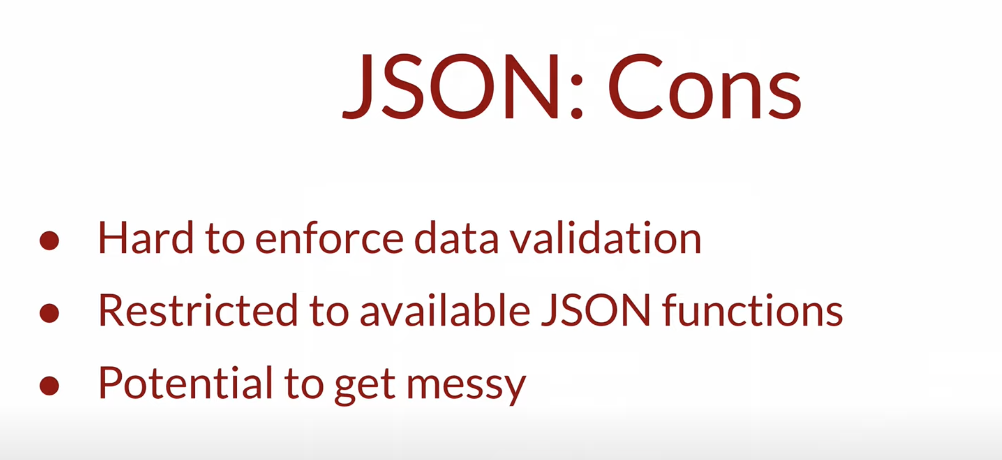 JSON: Cons
● Hard to enforce data validation
● Restricted to available JSON functions
● Potential to get messy